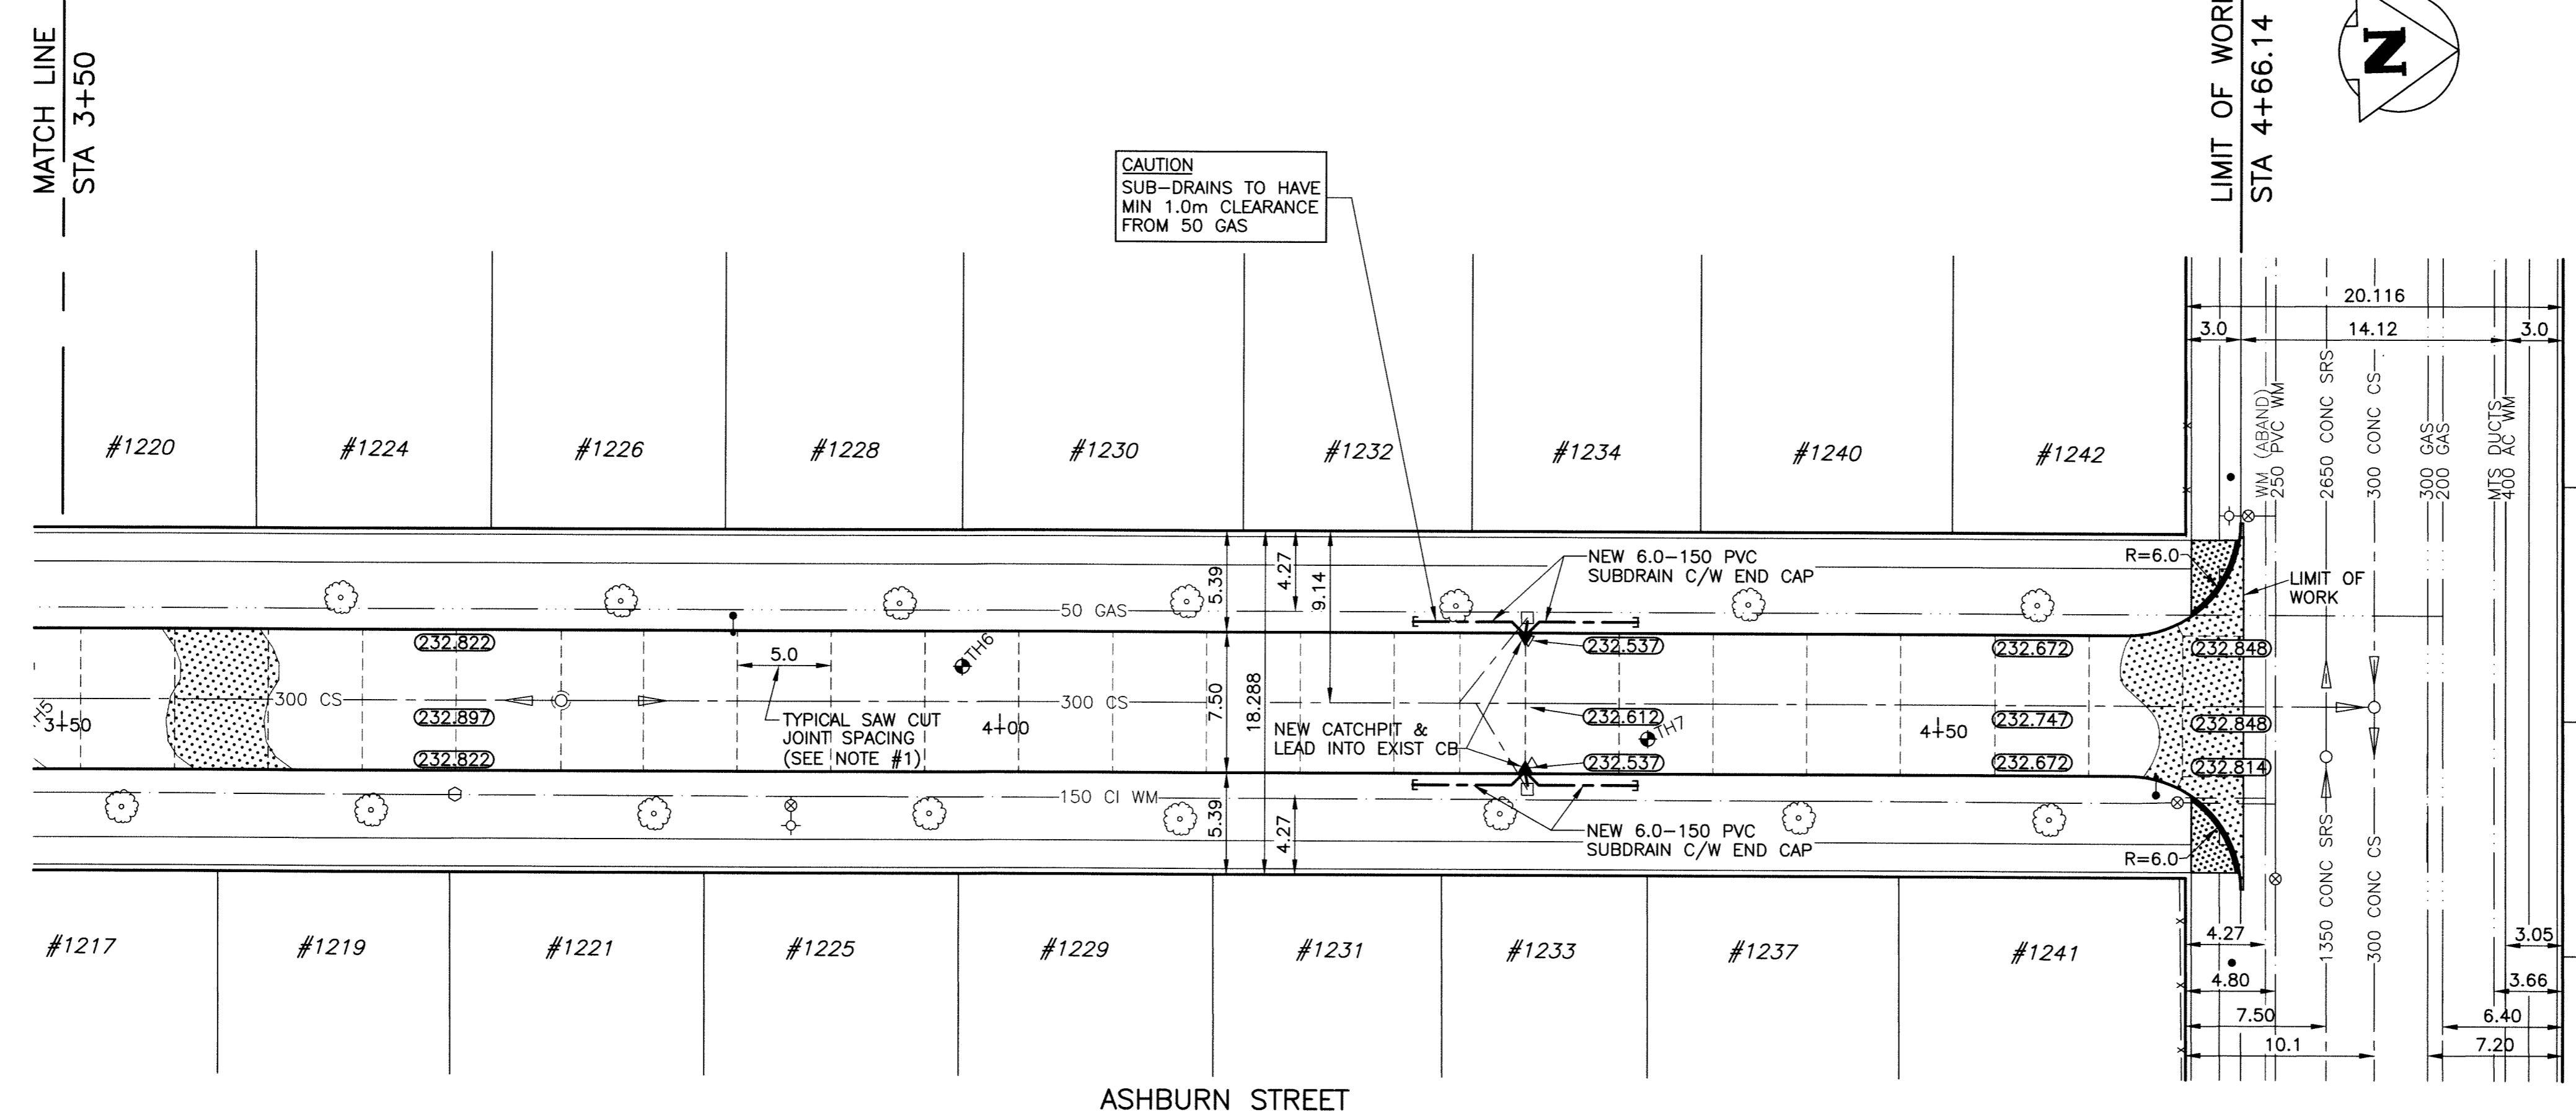 MATCH LINE
STA 3+50
LIMIT OF WORK
STA 4+66.14
N
CAUTION
SUB-DRAINS TO HAVE
MIN 1.0m CLEARANCE
FROM 50 GAS
20.116
3.0
14.12
3.0
#1220
#1224
#1226
#1228
#1230
#1232
#1234
#1240
#1242
WM (ABAND)
250 PVC WM
2650 CONC SRS
300 CONC CS
300 GAS
200 GAS
MTS DUCTS
400 AC WM
5.39
4.27
9.14
NEW 6.0-150 PVC
SUBDRAIN C/W END CAP
R=6.0
LIMIT OF
WORK
50 GAS
232.822
5.0
TH6
232.537
232.672
232.848
300 CS
300 CS
7.50
18.288
H5
3+50
232.897
TYPICAL SAW CUT
JOINT SPACING
(SEE NOTE #1)
4+00
NEW CATCHPIT &
LEAD INTO EXIST CB
232.612
TH7
4+50
232.747
232.848
232.822
232.537
232.672
232.814
150 CI WM
5.39
4.27
NEW 6.0-150 PVC
SUBDRAIN C/W END CAP
R=6.0
1350 CONC SRS
300 CONC CS
#1217
#1219
#1221
#1225
#1229
#1231
#1233
#1237
#1241
4.27
3.05
4.80
3.66
7.50
6.40
10.1
7.20
ASHBURN STREET